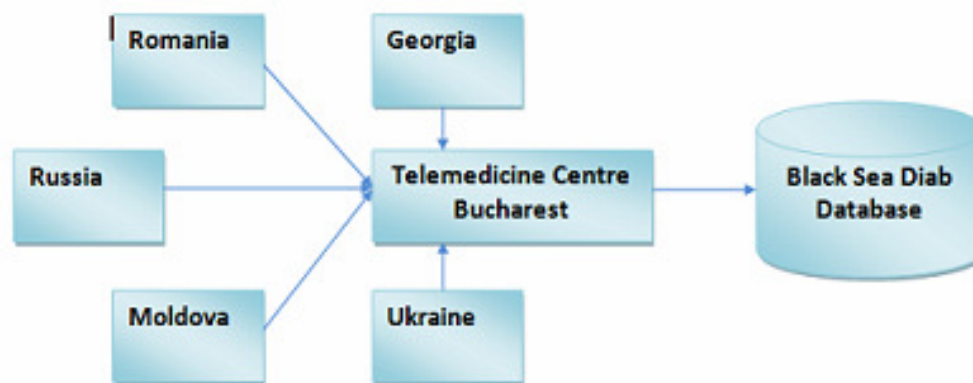 Romania
Georgia
Russia
Telemedicine Centre
Bucharest
Black Sea Diab
Database
Moldova
Ukraine